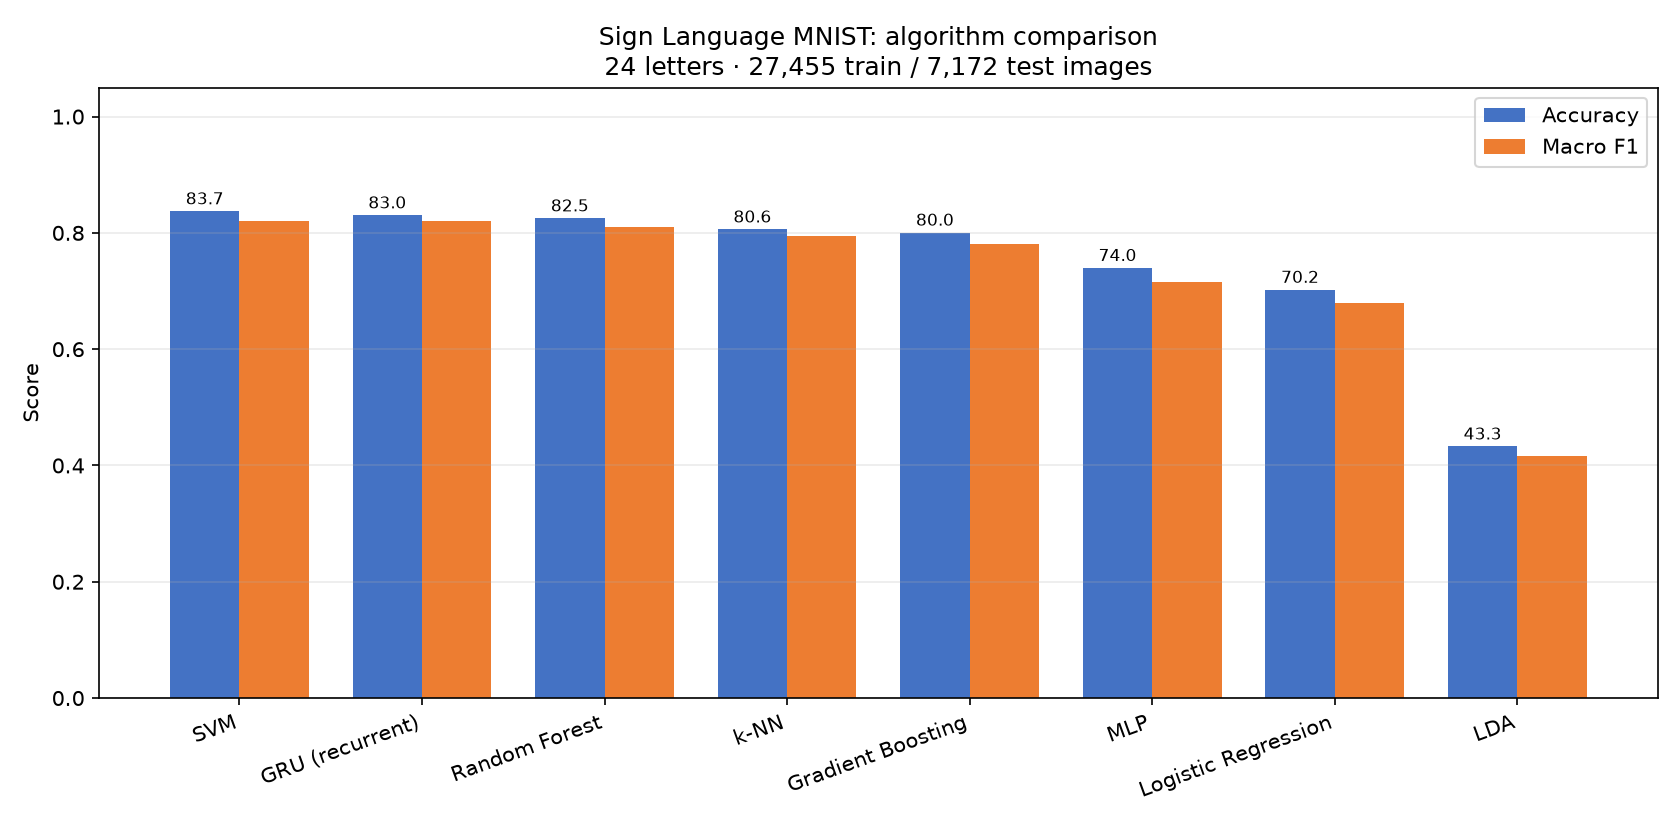 Sign Language MNIST: algorithm comparison
24 letters · 27,455 train / 7,172 test images
Accuracy
Macro F1
Score
1.0
0.8
0.6
0.4
0.2
0.0
83.7
83.0
82.5
80.6
80.0
74.0
70.2
43.3
SVM
GRU (recurrent)
Random Forest
k-NN
Gradient Boosting
MLP
Logistic Regression
LDA